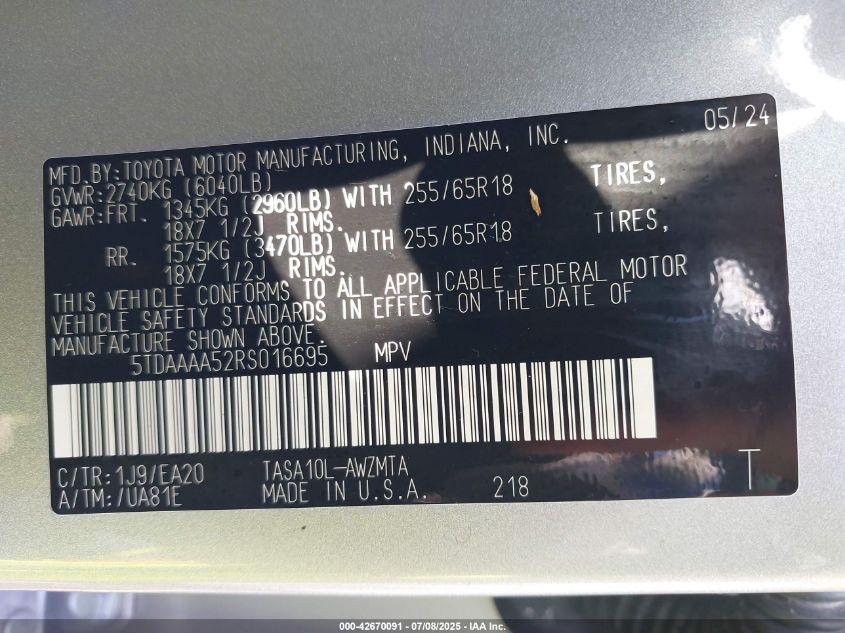 05/24
MFD.BY:TOYOTA MOTOR MANUFACTURING, INDIANA, INC.
GVWR:2740KG (6040LB)
GAWR:FRT. 1345KG (2960LB) WITH 255/65R18 TIRES,
18X7 1/2J RIMS.
RR. 1575KG (3470LB) WITH 255/65R18 TIRES,
18X7 1/2J RIMS.
THIS VEHICLE CONFORMS TO ALL APPLICABLE FEDERAL MOTOR
VEHICLE SAFETY STANDARDS IN EFFECT ON THE DATE OF
MANUFACTURE SHOWN ABOVE.
5TDAAAA52RS016695 MPV
C/TR:1J9/EA20 TASA10L-AWZMTA
A/TM:/UA81E MADE IN U.S.A. 218 T
000-42670091 - 07/08/2025 - IAA Inc.